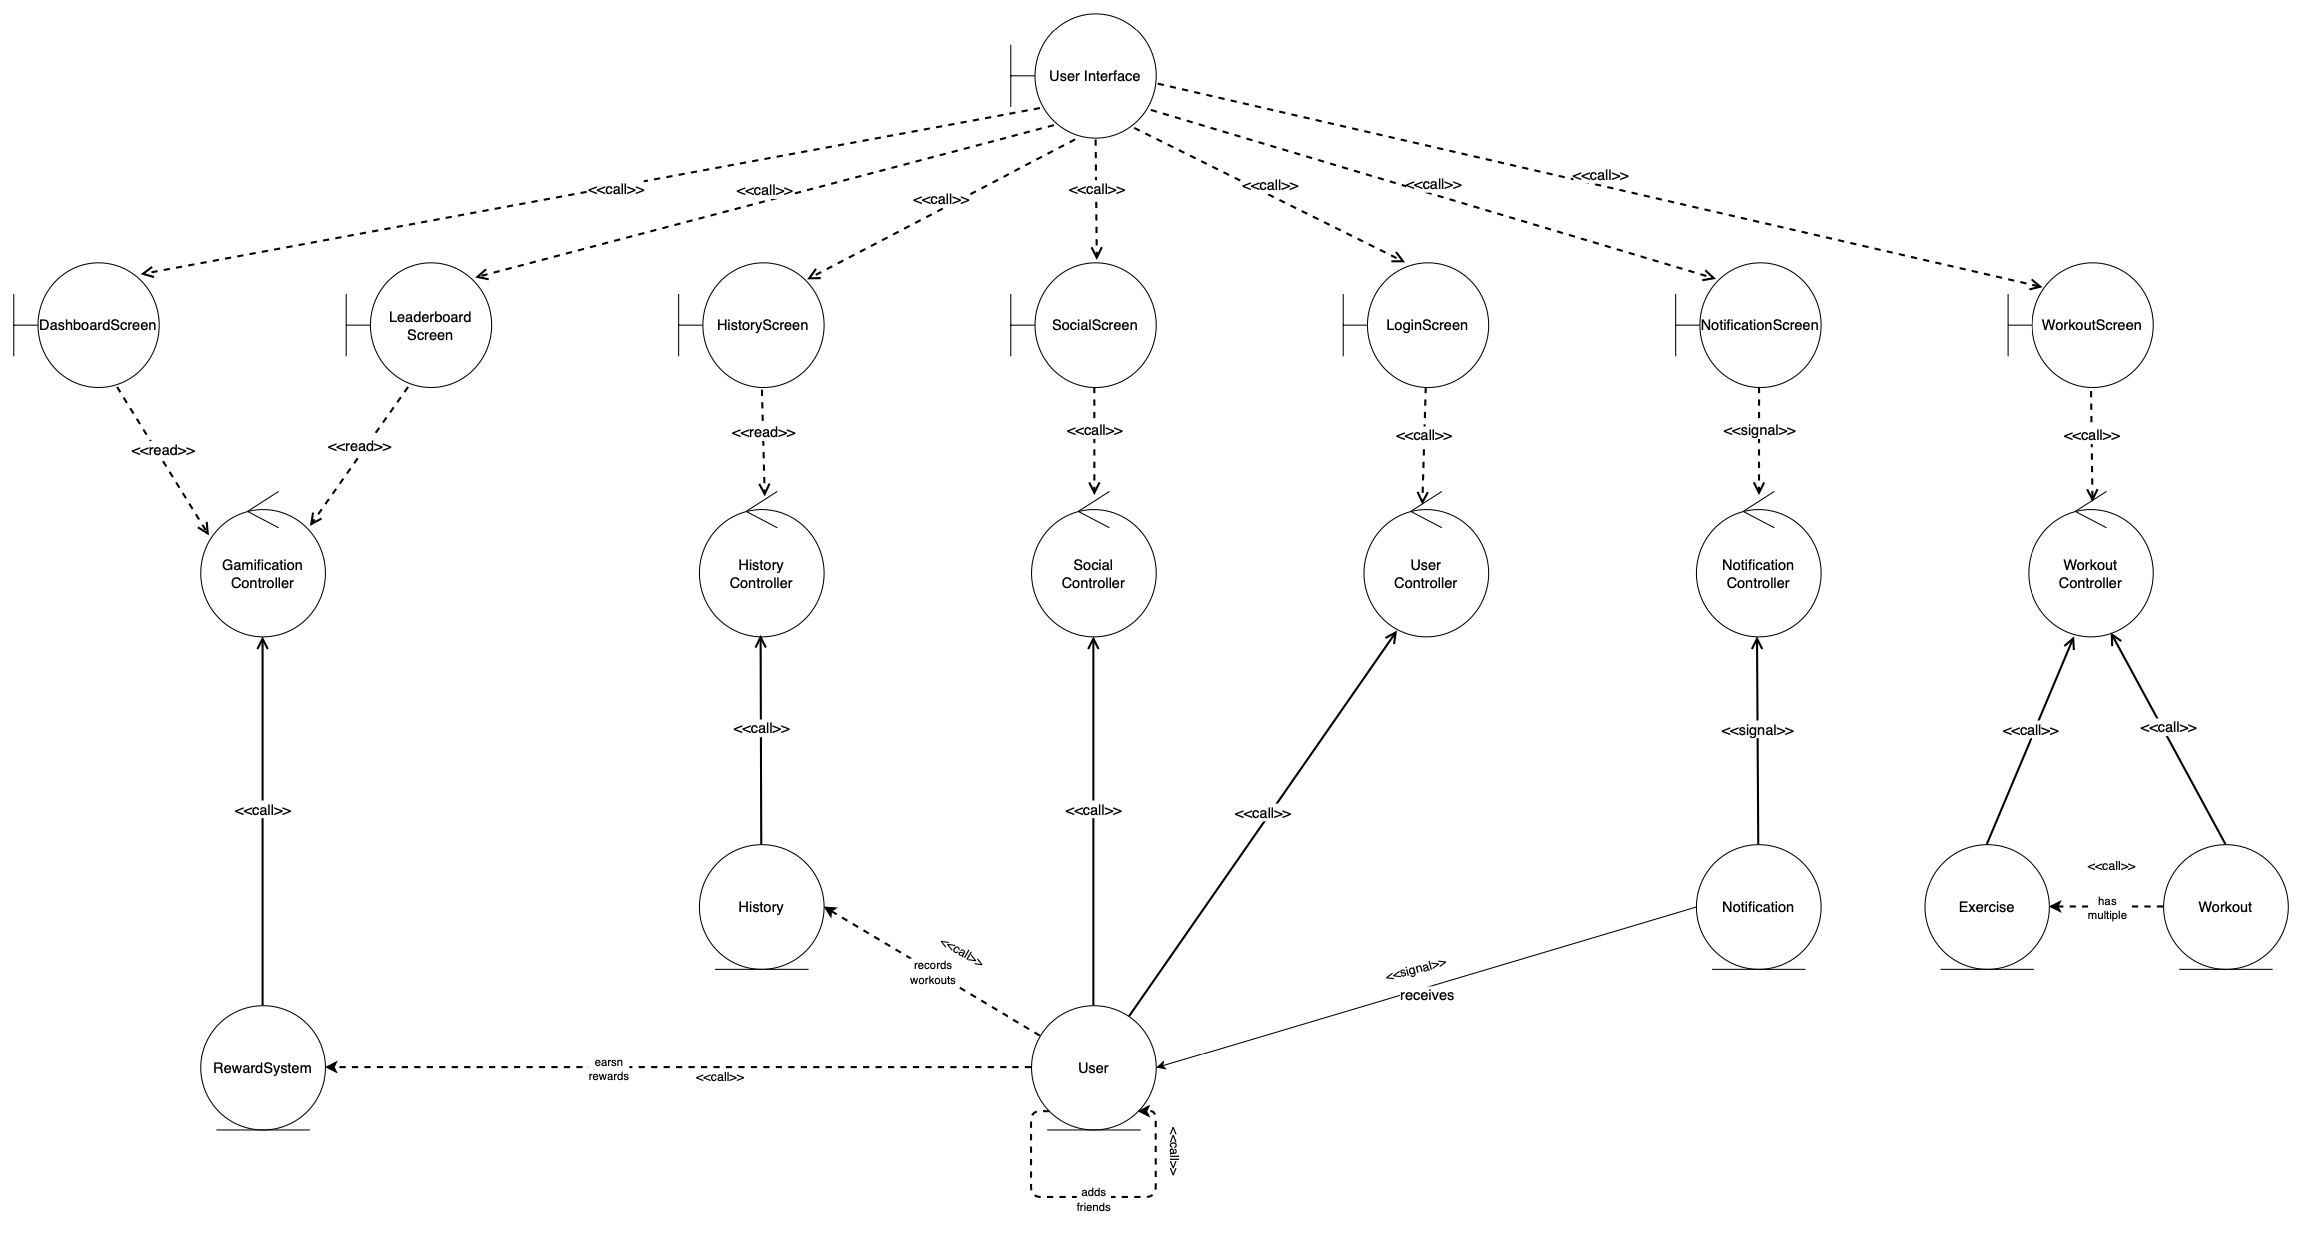 User Interface
<<call>>
<<call>>
<<call>>
<<call>>
<<call>>
<<call>>
<<call>>
DashboardScreen
Leaderboard
Screen
HistoryScreen
SocialScreen
LoginScreen
NotificationScreen
WorkoutScreen
<<read>>
<<read>>
<<read>>
<<call>>
<<call>>
<<signal>>
<<call>>
Gamification
Controller
History
Controller
Social
Controller
User
Controller
Notification
Controller
Workout
Controller
<<call>>
<<call>>
<<call>>
<<call>>
<<signal>>
<<call>>
<<call>>
History
Notification
Exercise
<<call>>
has
multiple
Workout
<<call>>
records
workouts
<<signal>>
receives
RewardSystem
earsn
rewards
<<call>>
User
<<call>>
adds
friends